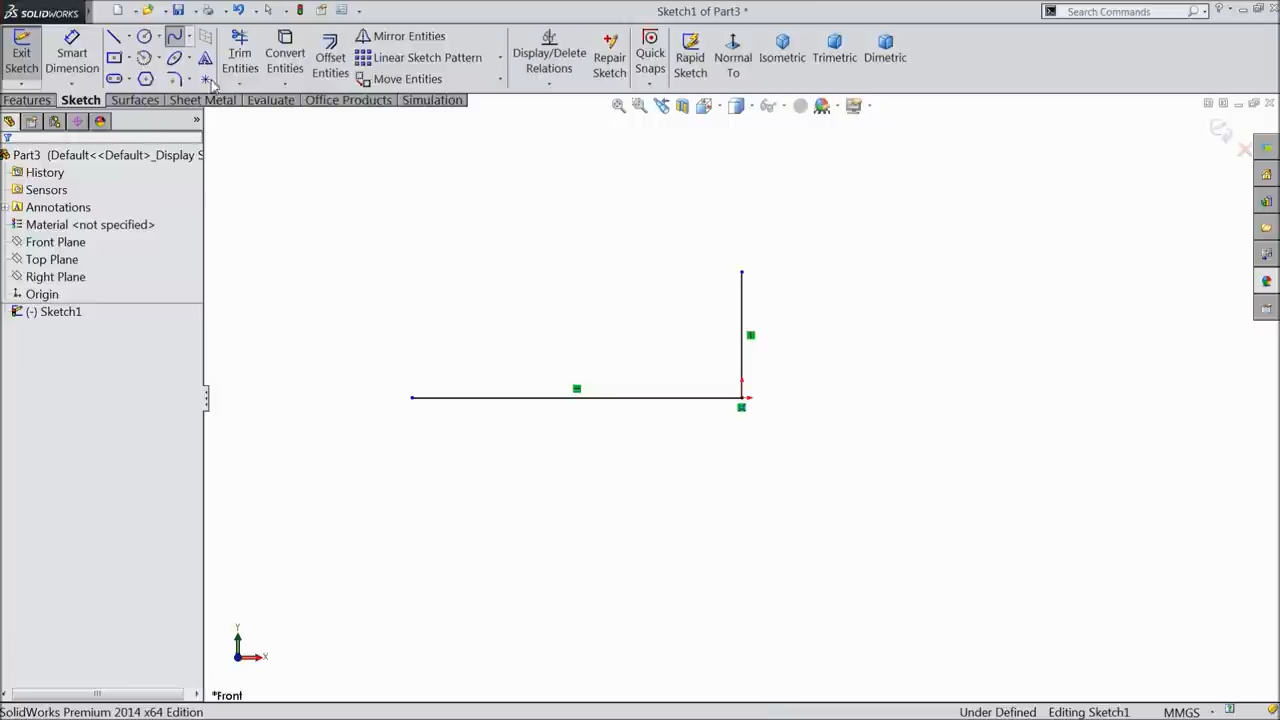 SOLIDWORKS
Sketch1 of Part3 *
Search Commands
Exit Sketch
Smart Dimension
Trim Entities
Convert Entities
Offset Entities
Mirror Entities
Linear Sketch Pattern
Move Entities
Display/Delete Relations
Quick Snaps
Repair Sketch
Rapid Sketch
Normal To
Isometric
Trimetric
Dimetric
Features
Sketch
Surfaces
Sheet Metal
Evaluate
Office Products
Simulation
Part3 (Default<<Default>_Display S
History
Sensors
Annotations
Material <not specified>
Front Plane
Top Plane
Right Plane
Origin
(-) Sketch1
Y
X
*Front
SolidWorks Premium 2014 x64 Edition
Under Defined
Editing Sketch1
MMGS